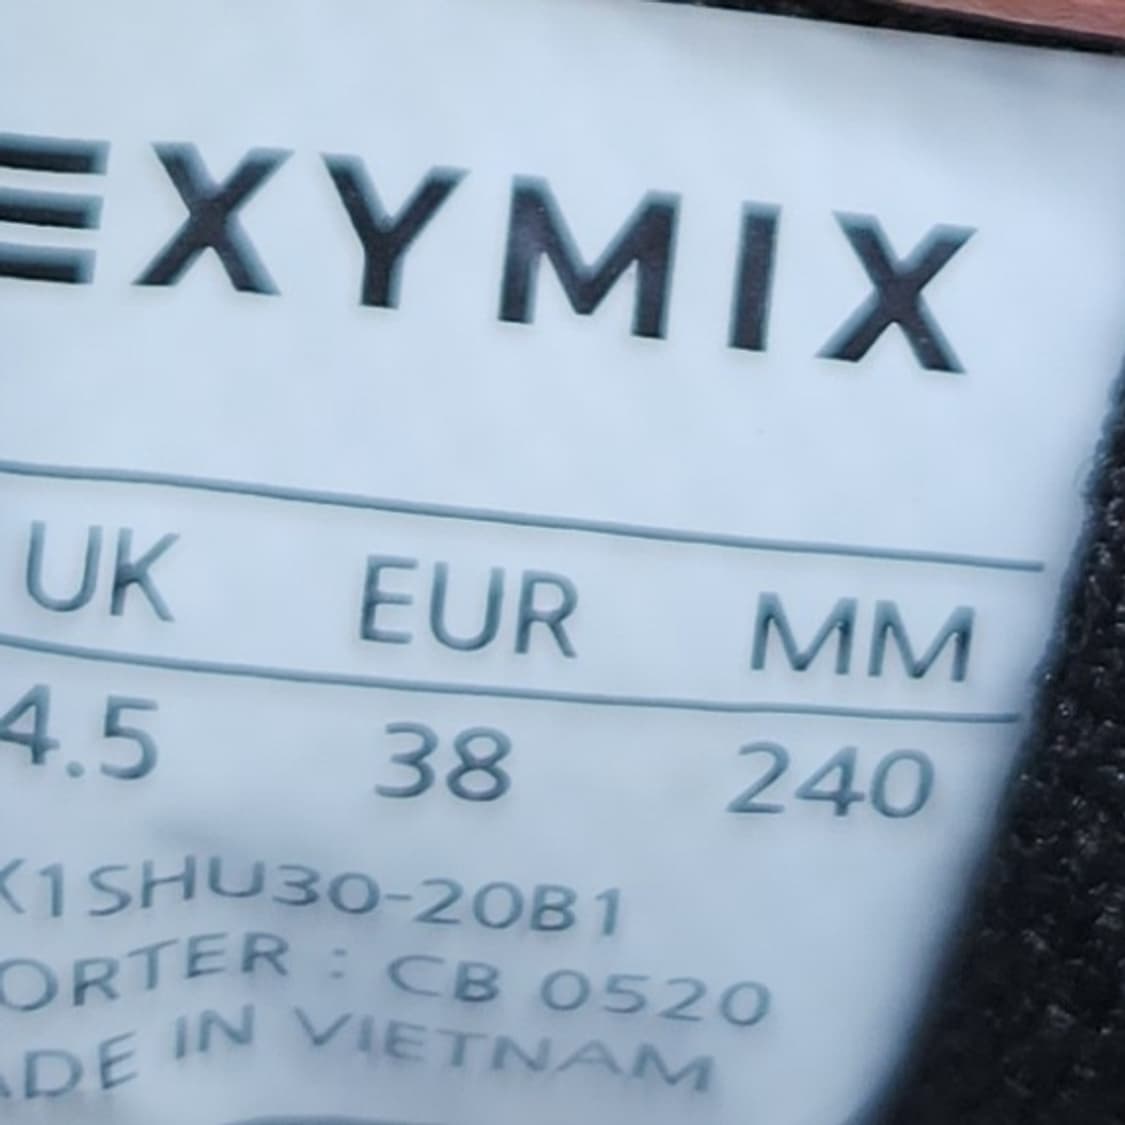 EXYMIX
UK EUR MM
4.5 38 240
X1SHU30-20B1
ORTER : CB 0520
ADE IN VIETNAM